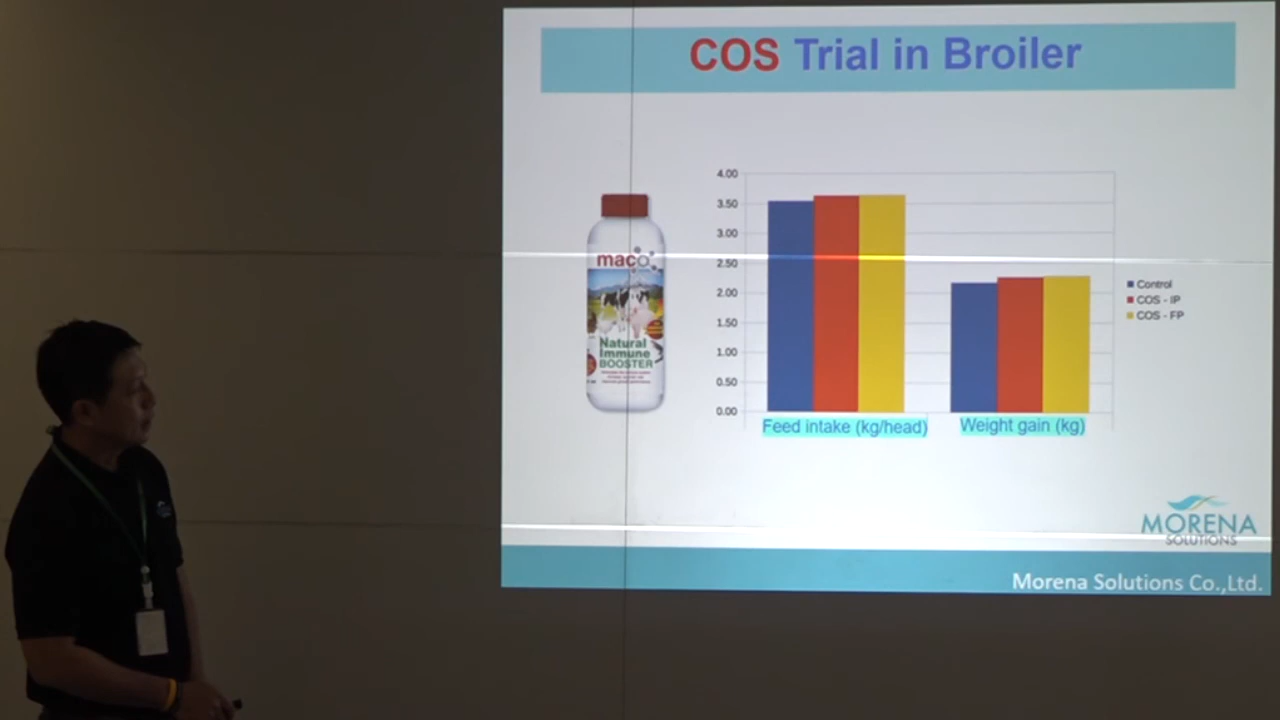 COS Trial in Broiler
maco
Natural
Immune
BOOSTER
4.00
3.50
3.00
2.50
2.00
1.50
1.00
0.50
0.00
Feed intake (kg/head)
Weight gain (kg)
Control
COS - IP
COS - FP
MORENA
SOLUTIONS
Morena Solutions Co.,Ltd.